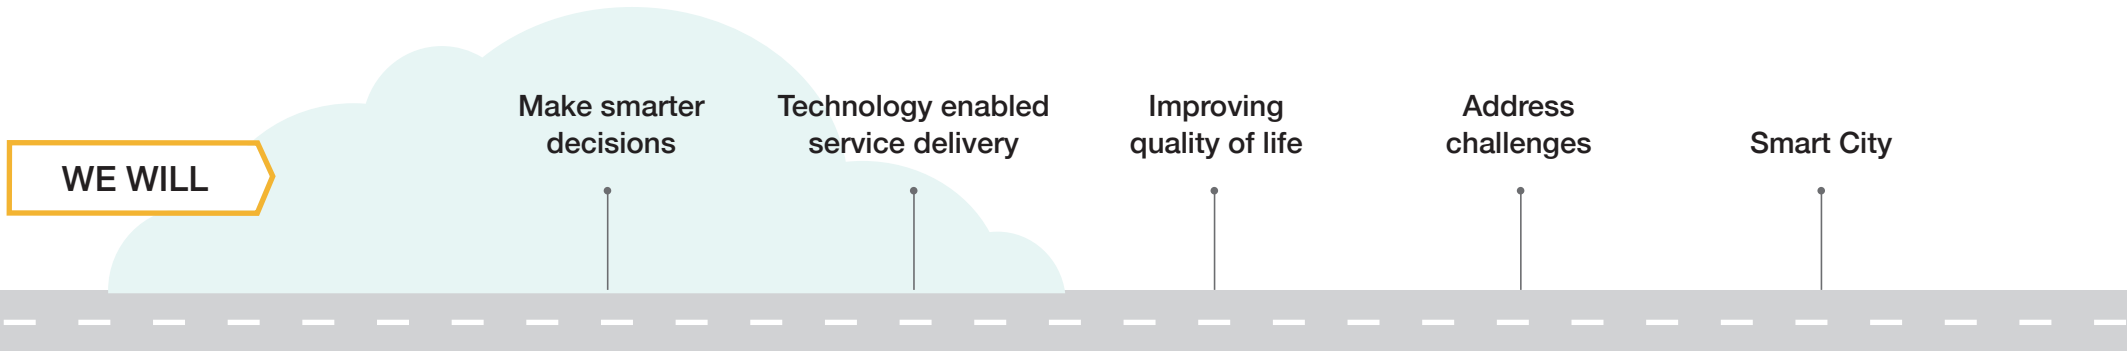 WE WILL
Make smarter
decisions
Technology enabled
service delivery
Improving
quality of life
Address
challenges
Smart City